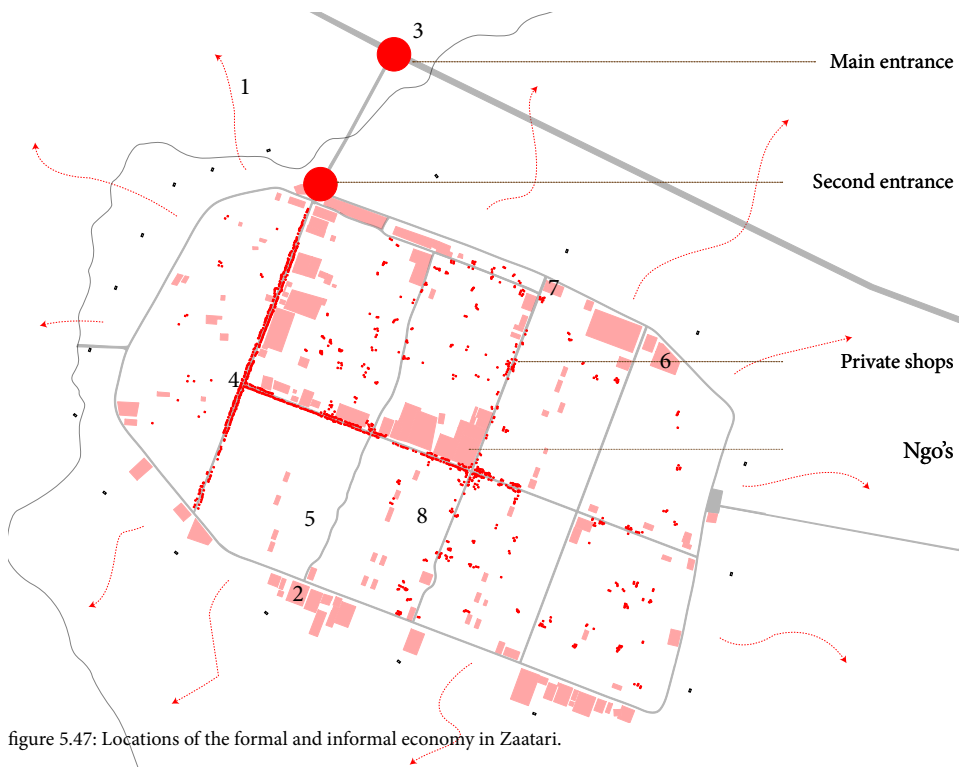 3
Main entrance
1
Second entrance
7
Private shops
6
4
Ngo's
5
8
2
figure 5.47: Locations of the formal and informal economy in Zaatari.